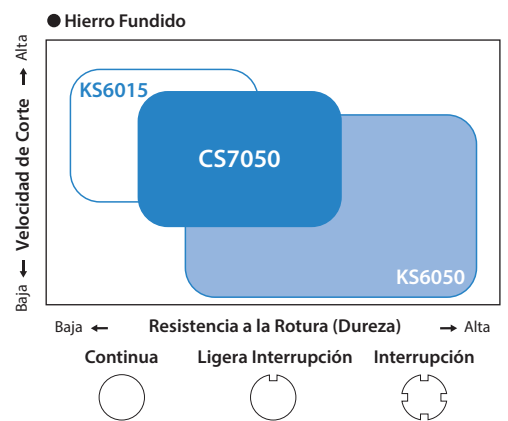 ● Hierro Fundido
Alta
KS6015
CS7050
Velocidad de Corte
KS6050
Baja
Baja ← Resistencia a la Rotura (Dureza) → Alta
Continua Ligera Interrupción Interrupción